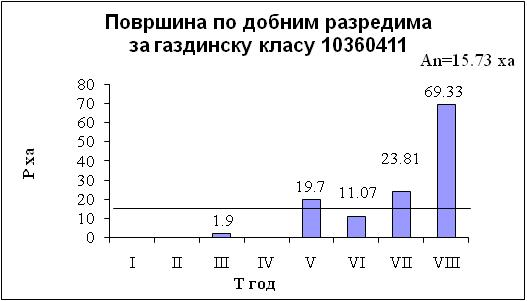 Површина по добним разредима
за газдинску класу 10360411
An=15.73 ха
Р ха
80
70
60
50
40
30
20
10
0
1.9
19.7
11.07
23.81
69.33
I II III IV V VI VII VIII
Т год